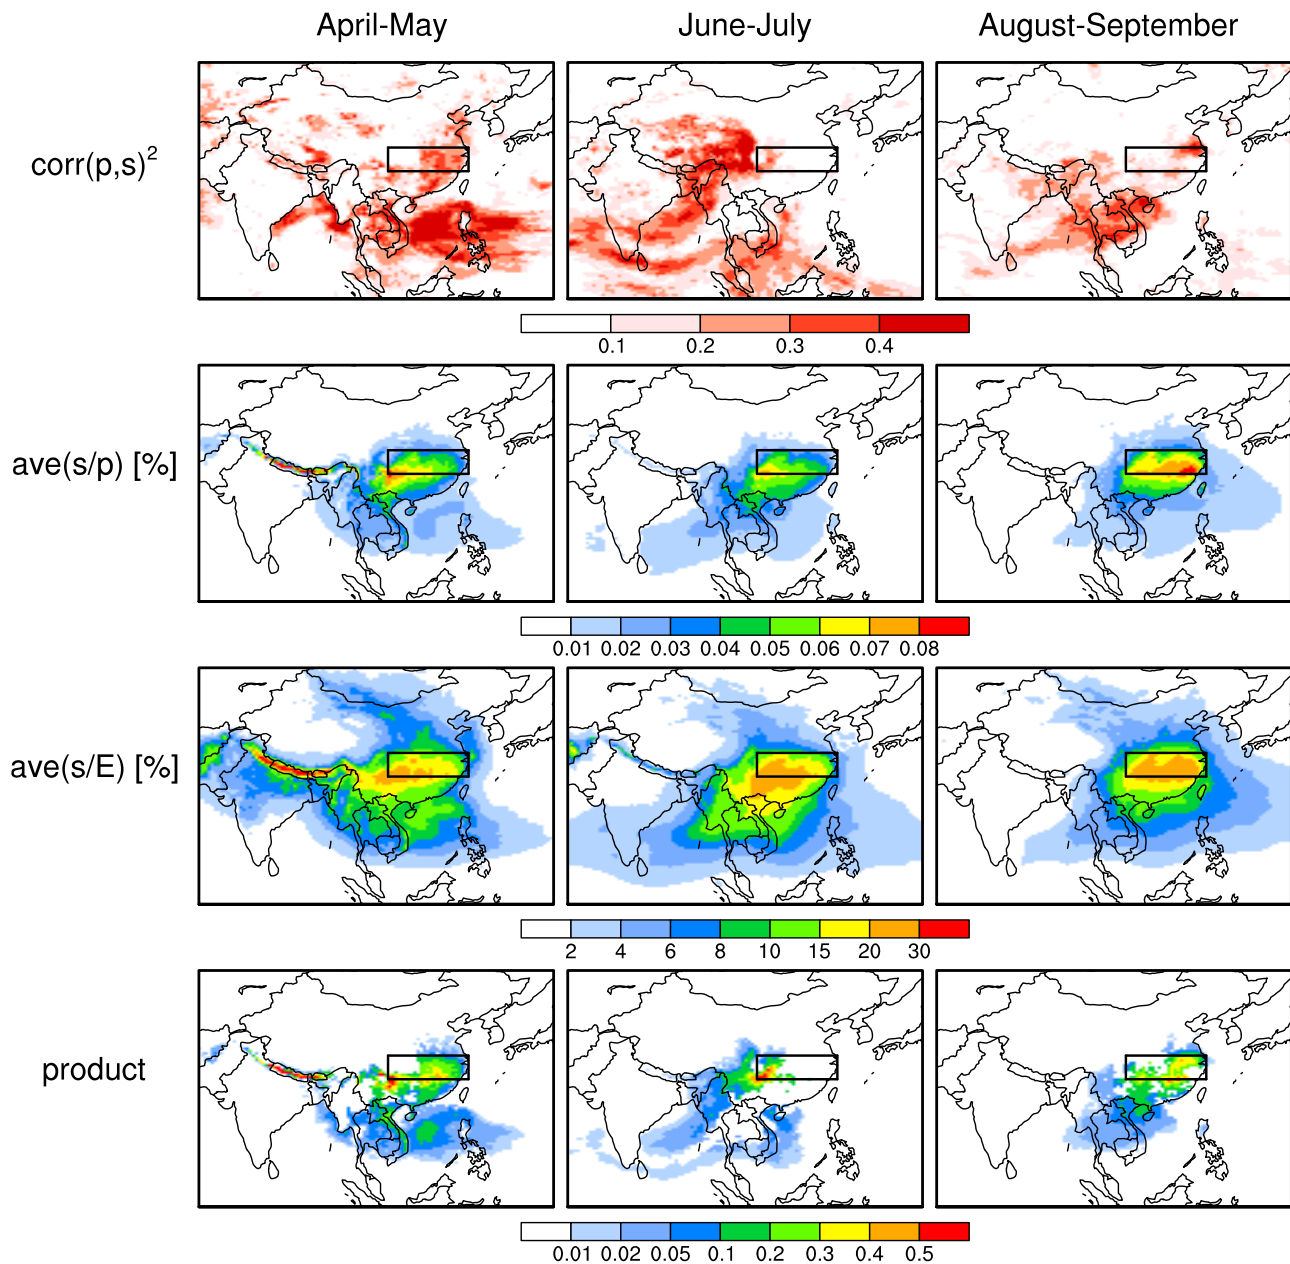 April-May June-July August-September
corr(p,s)²
0.1 0.2 0.3 0.4
ave(s/p) [%]
0.01 0.02 0.03 0.04 0.05 0.06 0.07 0.08
ave(s/E) [%]
2 4 6 8 10 15 20 30
product
0.01 0.02 0.05 0.1 0.2 0.3 0.4 0.5